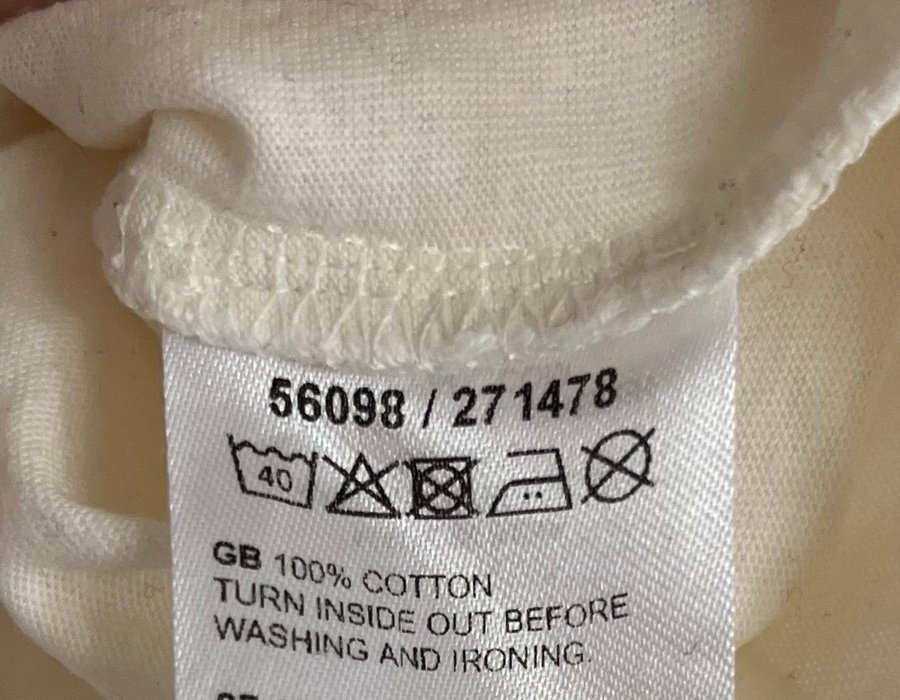 56098 / 271478
40
GB 100% COTTON
TURN INSIDE OUT BEFORE
WASHING AND IRONING.